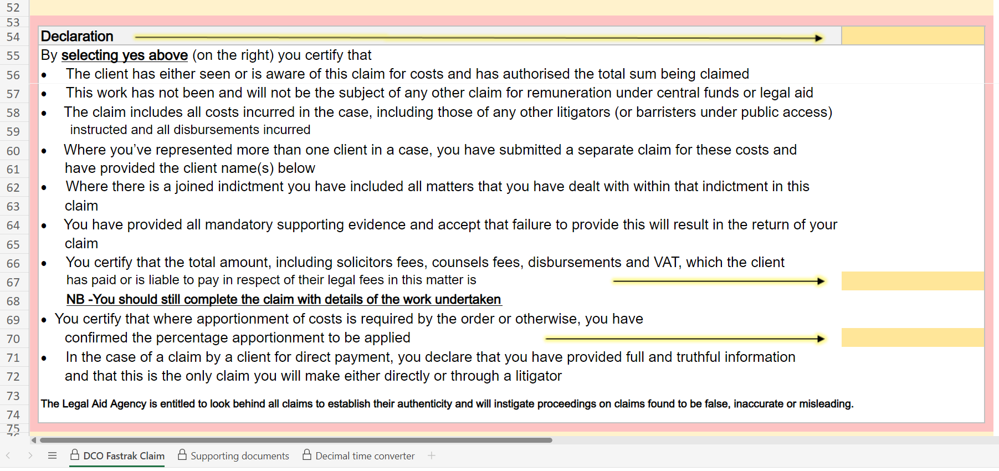 52
53
54 Declaration
55 By selecting yes above (on the right) you certify that
56 • The client has either seen or is aware of this claim for costs and has authorised the total sum being claimed
57 • This work has not been and will not be the subject of any other claim for remuneration under central funds or legal aid
58 • The claim includes all costs incurred in the case, including those of any other litigators (or barristers under public access)
59 instructed and all disbursements incurred
60 • Where you’ve represented more than one client in a case, you have submitted a separate claim for these costs and
61 have provided the client name(s) below
62 • Where there is a joined indictment you have included all matters that you have dealt with within that indictment in this
63 claim
64 • You have provided all mandatory supporting evidence and accept that failure to provide this will result in the return of your
65 claim
66 • You certify that the total amount, including solicitors fees, counsels fees, disbursements and VAT, which the client
67 has paid or is liable to pay in respect of their legal fees in this matter is
68 NB -You should still complete the claim with details of the work undertaken
69 • You certify that where apportionment of costs is required by the order or otherwise, you have
70 confirmed the percentage apportionment to be applied
71 • In the case of a claim by a client for direct payment, you declare that you have provided full and truthful information
72 and that this is the only claim you will make either directly or through a litigator
73 The Legal Aid Agency is entitled to look behind all claims to establish their authenticity and will instigate proceedings on claims found to be false, inaccurate or misleading.
74
75
DCO Fastrak Claim Supporting documents Decimal time converter